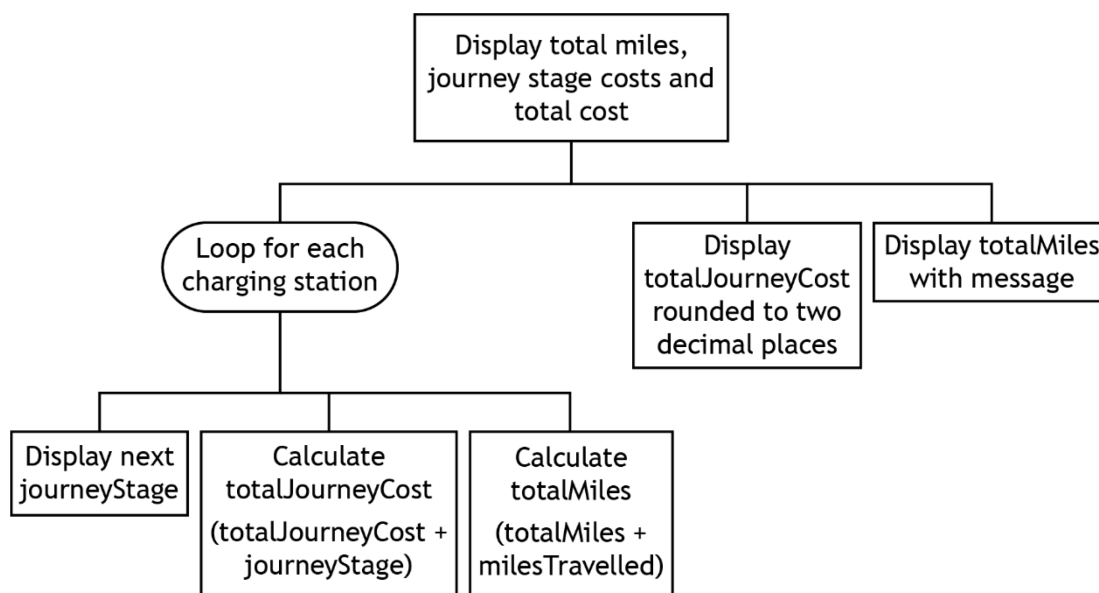 Display total miles,
journey stage costs and
total cost
Loop for each
charging station
Display
totalJourneyCost
rounded to two
decimal places
Display totalMiles
with message
Display next
journeyStage
Calculate
totalJourneyCost
(totalJourneyCost +
journeyStage)
Calculate
totalMiles
(totalMiles +
milesTravelled)